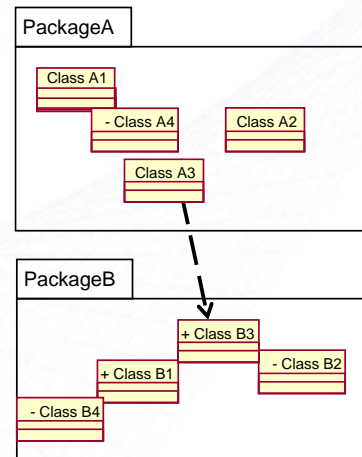 PackageA
Class A1
- Class A4
Class A2
Class A3
PackageB
+ Class B3
- Class B2
+ Class B1
- Class B4